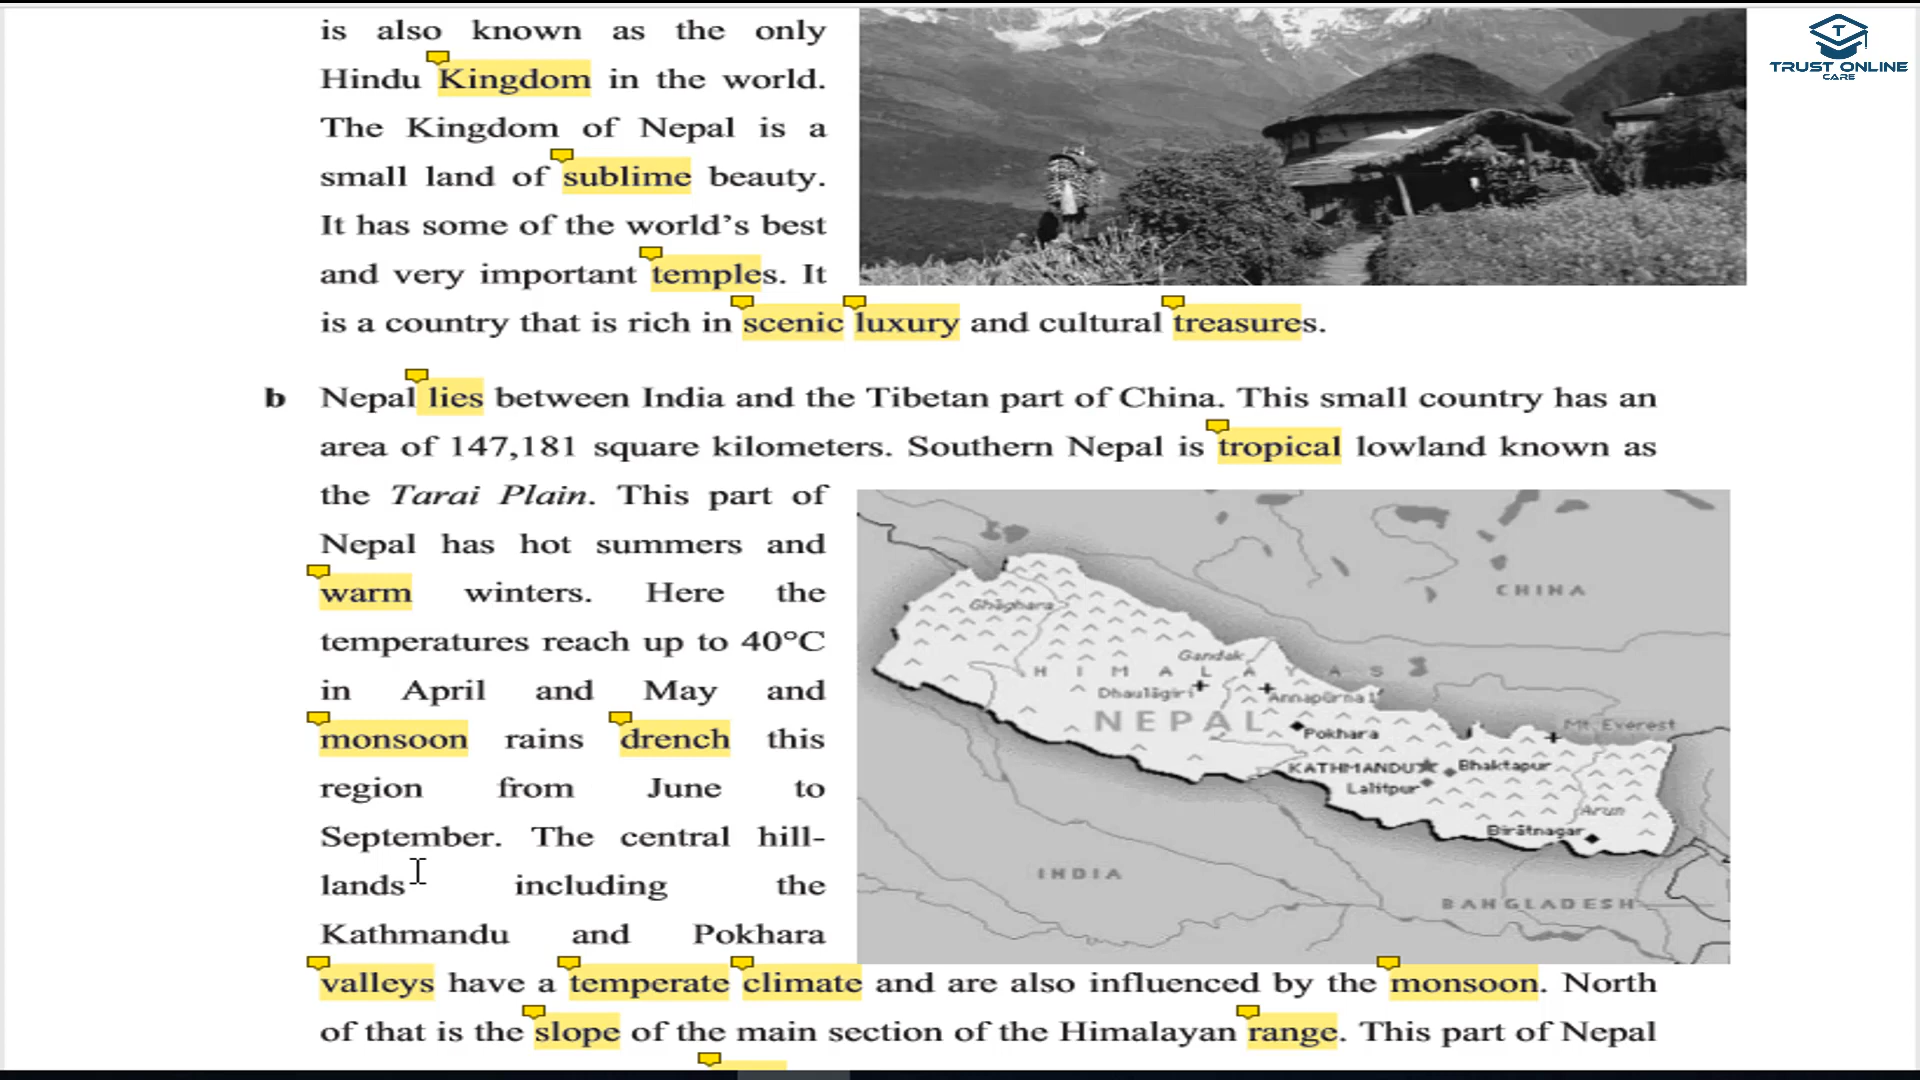 is also known as the only
Hindu Kingdom in the world.
The Kingdom of Nepal is a
small land of sublime beauty.
It has some of the world's best
and very important temples. It
is a country that is rich in scenic luxury and cultural treasures.
TRUST ONLINE
CARE
b Nepal lies between India and the Tibetan part of China. This small country has an
area of 147,181 square kilometers. Southern Nepal is tropical lowland known as
the Tarai Plain. This part of
Nepal has hot summers and
warm winters. Here the
temperatures reach up to 40°C
in April and May and
monsoon rains drench this
region from June to
September. The central hill-
lands including the
Kathmandu and Pokhara
valleys have a temperate climate and are also influenced by the monsoon. North
of that is the slope of the main section of the Himalayan range. This part of Nepal
CHINA
Ghāghara
Gandak
HIMALAYAS
Dhaulāgiri
Annapūrna I
NEPAL
Mt. Everest
Pokhara
KATHMANDU
Bhaktapur
Lalitpur
Arun
Birātnagar
INDIA
BANGLADESH